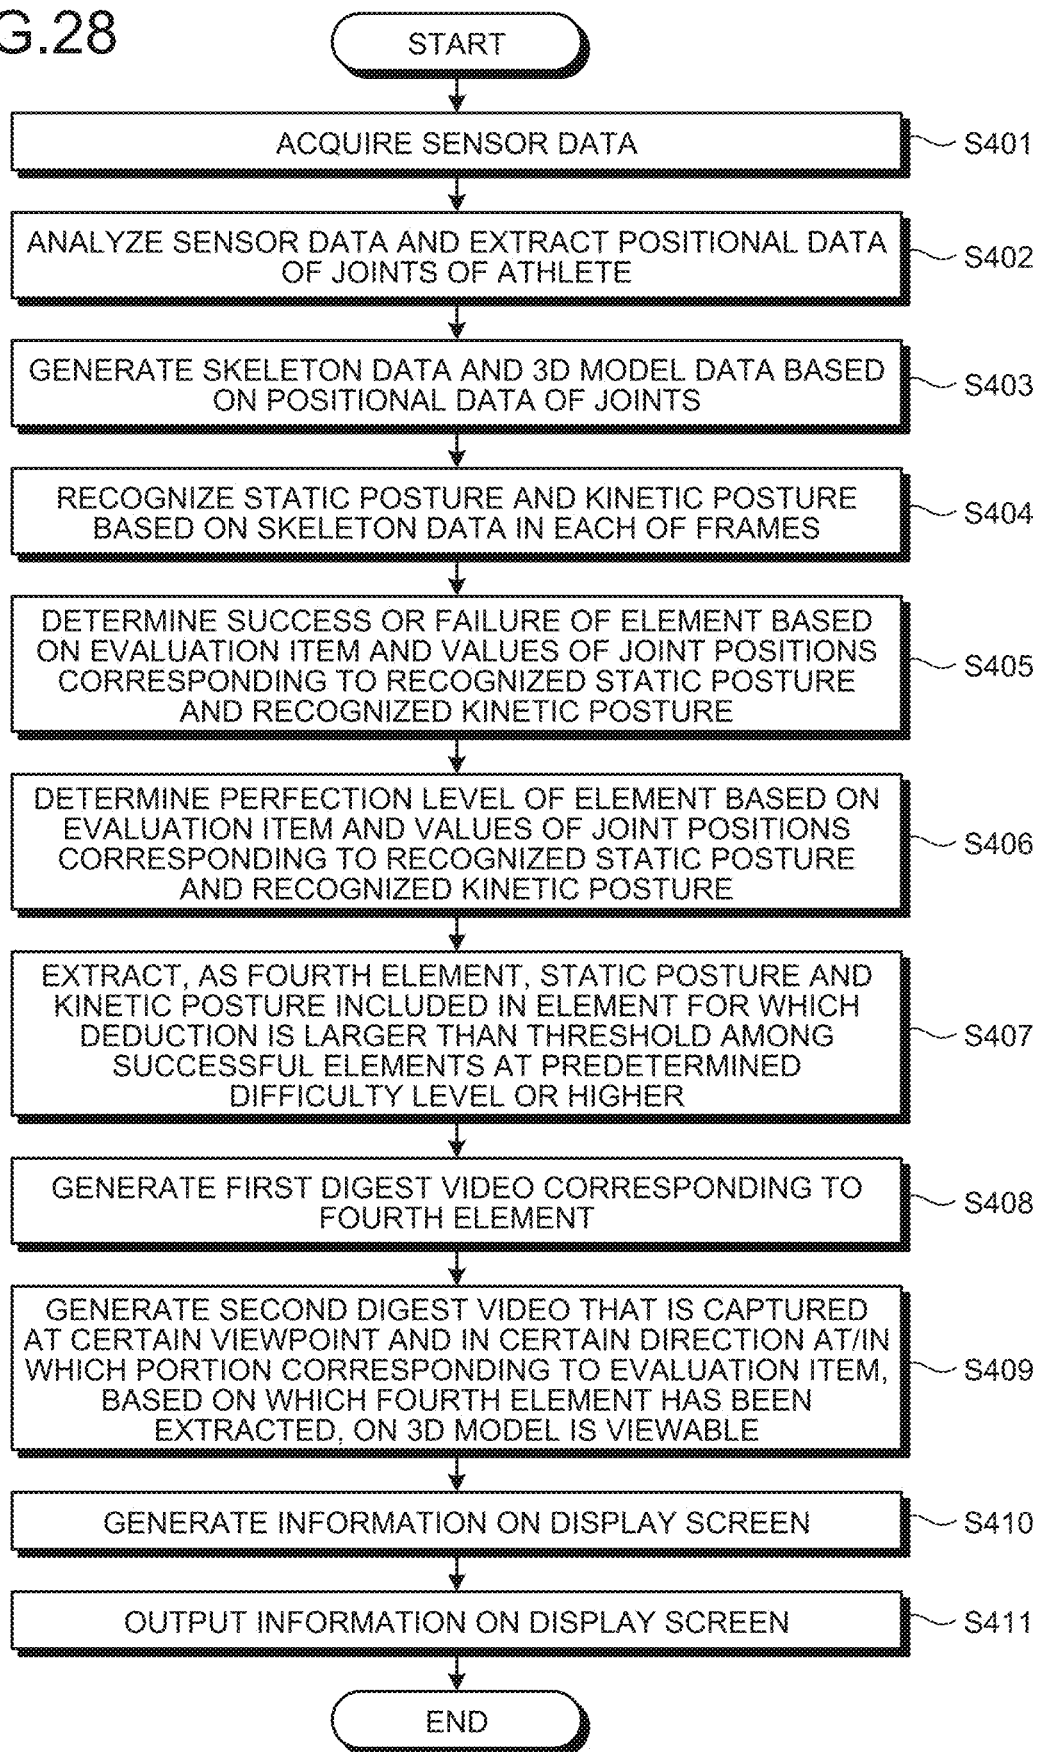 G.28
START
ACQUIRE SENSOR DATA
S401
ANALYZE SENSOR DATA AND EXTRACT POSITIONAL DATA
OF JOINTS OF ATHLETE
S402
GENERATE SKELETON DATA AND 3D MODEL DATA BASED
ON POSITIONAL DATA OF JOINTS
S403
RECOGNIZE STATIC POSTURE AND KINETIC POSTURE
BASED ON SKELETON DATA IN EACH OF FRAMES
S404
DETERMINE SUCCESS OR FAILURE OF ELEMENT BASED
ON EVALUATION ITEM AND VALUES OF JOINT POSITIONS
CORRESPONDING TO RECOGNIZED STATIC POSTURE
AND RECOGNIZED KINETIC POSTURE
S405
DETERMINE PERFECTION LEVEL OF ELEMENT BASED ON
EVALUATION ITEM AND VALUES OF JOINT POSITIONS
CORRESPONDING TO RECOGNIZED STATIC POSTURE
AND RECOGNIZED KINETIC POSTURE
S406
EXTRACT, AS FOURTH ELEMENT, STATIC POSTURE AND
KINETIC POSTURE INCLUDED IN ELEMENT FOR WHICH
DEDUCTION IS LARGER THAN THRESHOLD AMONG
SUCCESSFUL ELEMENTS AT PREDETERMINED
DIFFICULTY LEVEL OR HIGHER
S407
GENERATE FIRST DIGEST VIDEO CORRESPONDING TO
FOURTH ELEMENT
S408
GENERATE SECOND DIGEST VIDEO THAT IS CAPTURED
AT CERTAIN VIEWPOINT AND IN CERTAIN DIRECTION AT/IN
WHICH PORTION CORRESPONDING TO EVALUATION ITEM,
BASED ON WHICH FOURTH ELEMENT HAS BEEN
EXTRACTED, ON 3D MODEL IS VIEWABLE
S409
GENERATE INFORMATION ON DISPLAY SCREEN
S410
OUTPUT INFORMATION ON DISPLAY SCREEN
S411
END